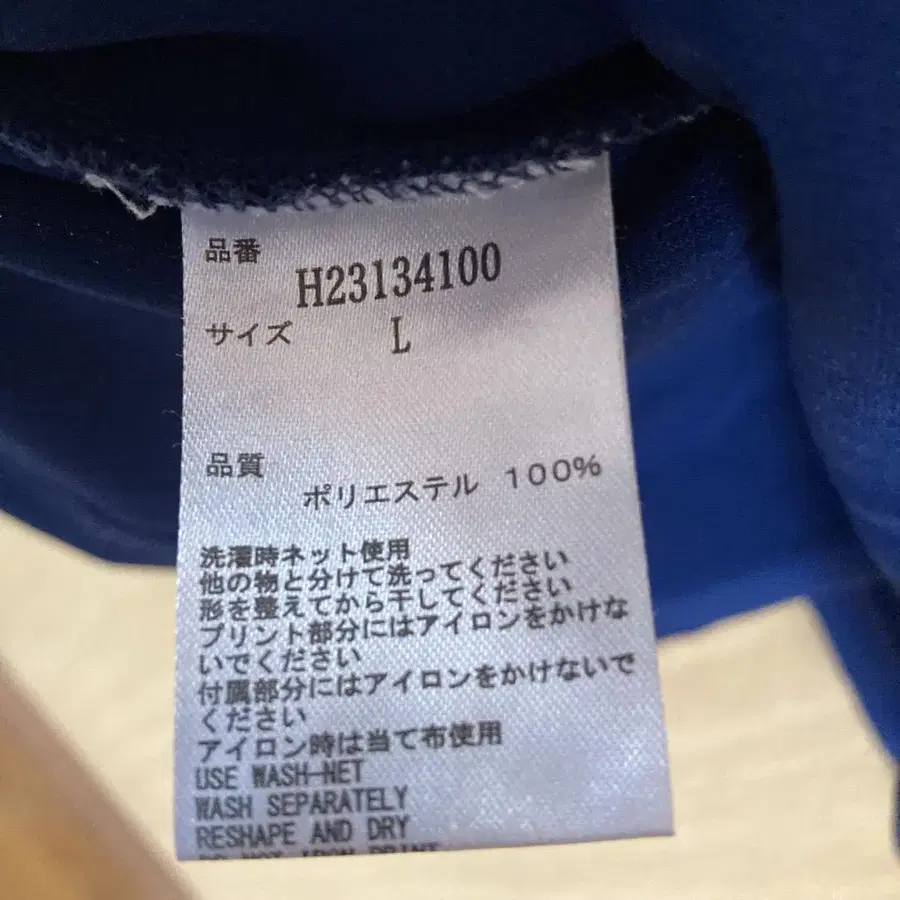 品番
H23134100
サイズ L
品質
ポリエステル 100%
洗濯時ネット使用
他の物と分けて洗ってください
形を整えてから干してください
プリント部分にはアイロンをかけな
いでください
付属部分にはアイロンをかけないで
ください
アイロン時は当て布使用
USE WASH-NET
WASH SEPARATELY
RESHAPE AND DRY